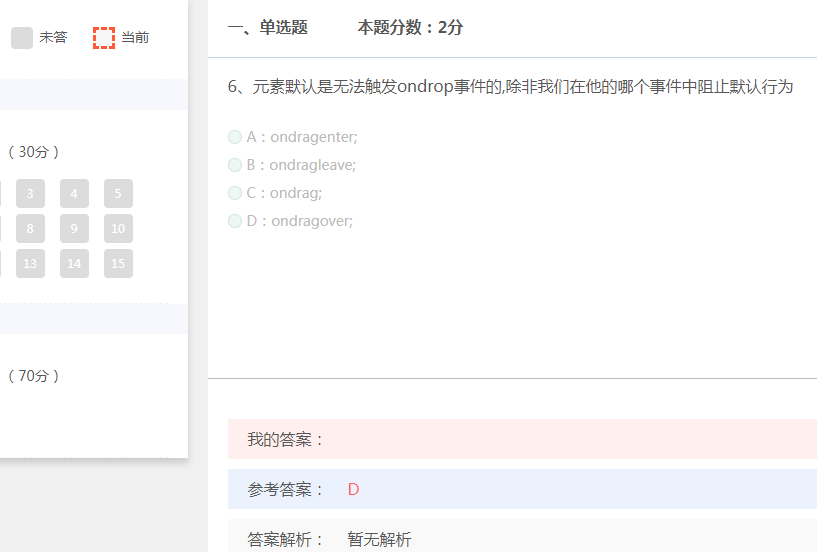 未答 当前
(30分)
3 4 5
8 9 10
13 14 15
(70分)
一、单选题 本题分数：2分
6、元素默认是无法触发ondrop事件的,除非我们在他的哪个事件中阻止默认行为
A：ondragenter;
B：ondragleave;
C：ondrag;
D：ondragover;
我的答案：
参考答案： D
答案解析： 暂无解析